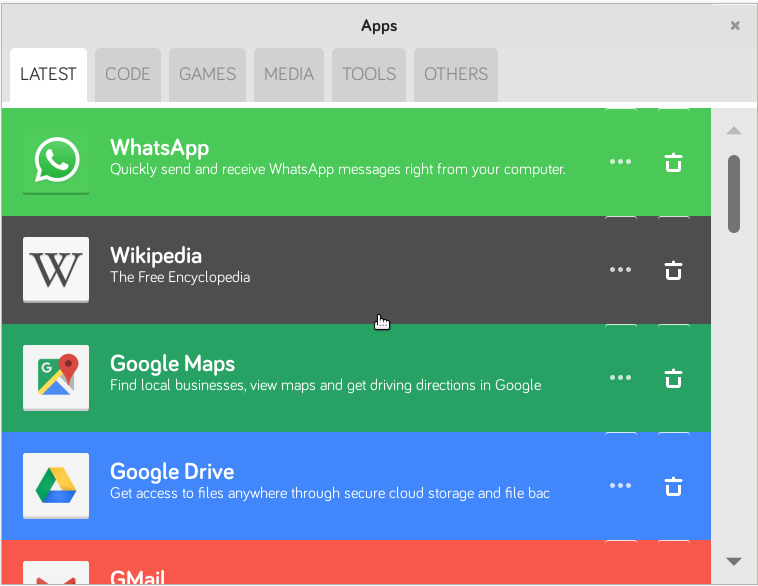 Apps
LATEST CODE GAMES MEDIA TOOLS OTHERS
WhatsApp
Quickly send and receive WhatsApp messages right from your computer.
W
Wikipedia
The Free Encyclopedia
G
Google Maps
Find local businesses, view maps and get driving directions in Google
Google Drive
Get access to files anywhere through secure cloud storage and file bac
GMail